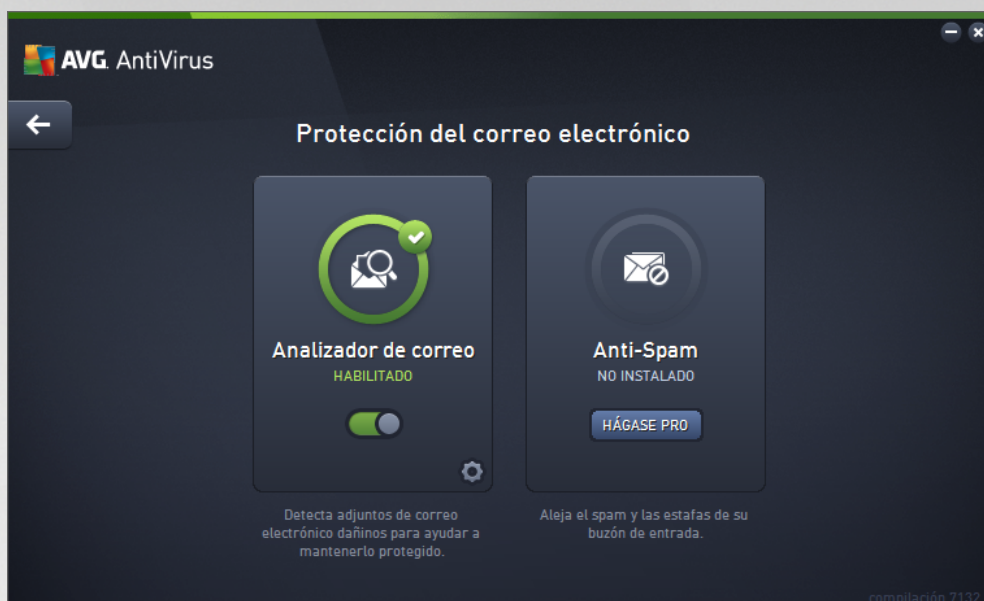 AVG AntiVirus
Protección del correo electrónico
Analizador de correo
HABILITADO
Detecta adjuntos de correo
electrónico dañinos para ayudar a
mantenerlo protegido.
Anti-Spam
NO INSTALADO
HÁGASE PRO
Aleja el spam y las estafas de su
buzón de entrada.
compilación 7132